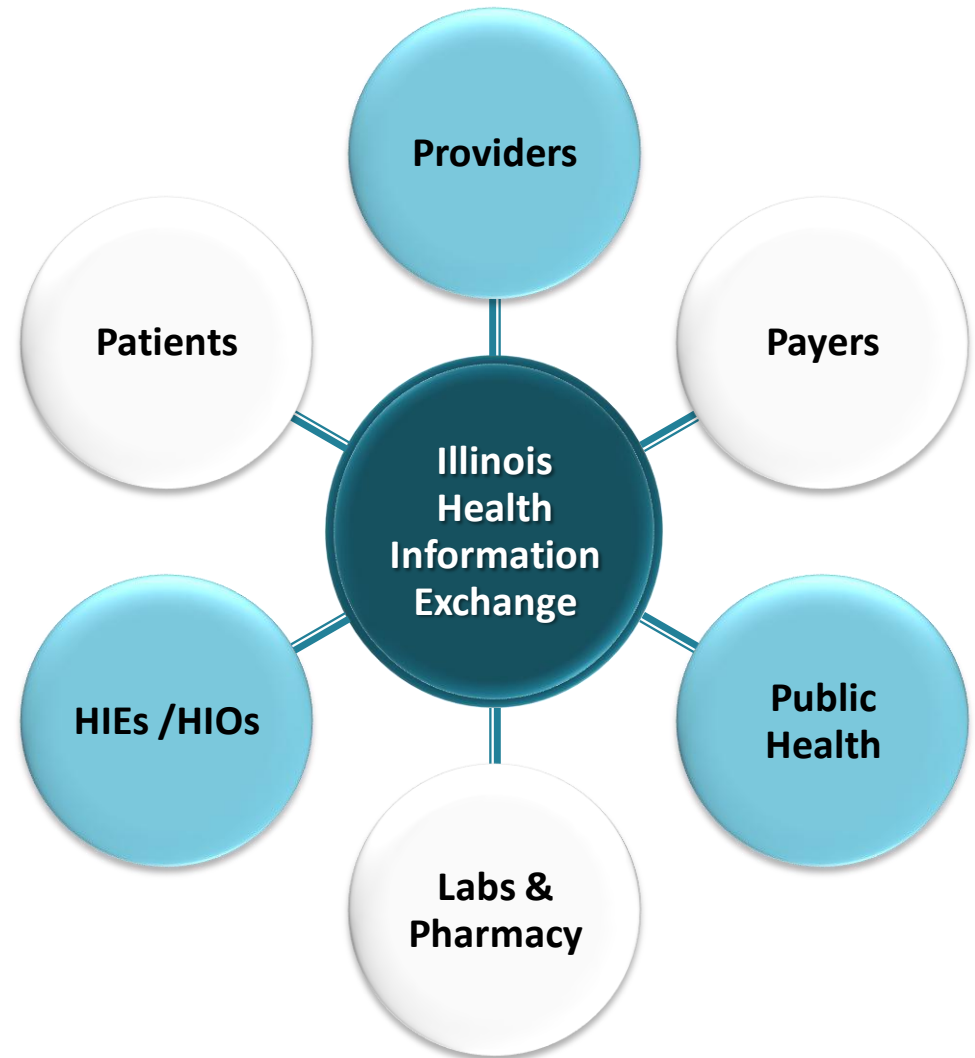 Providers
Patients
Payers
Illinois
Health
Information
Exchange
HIEs /HIOs
Public
Health
Labs &
Pharmacy